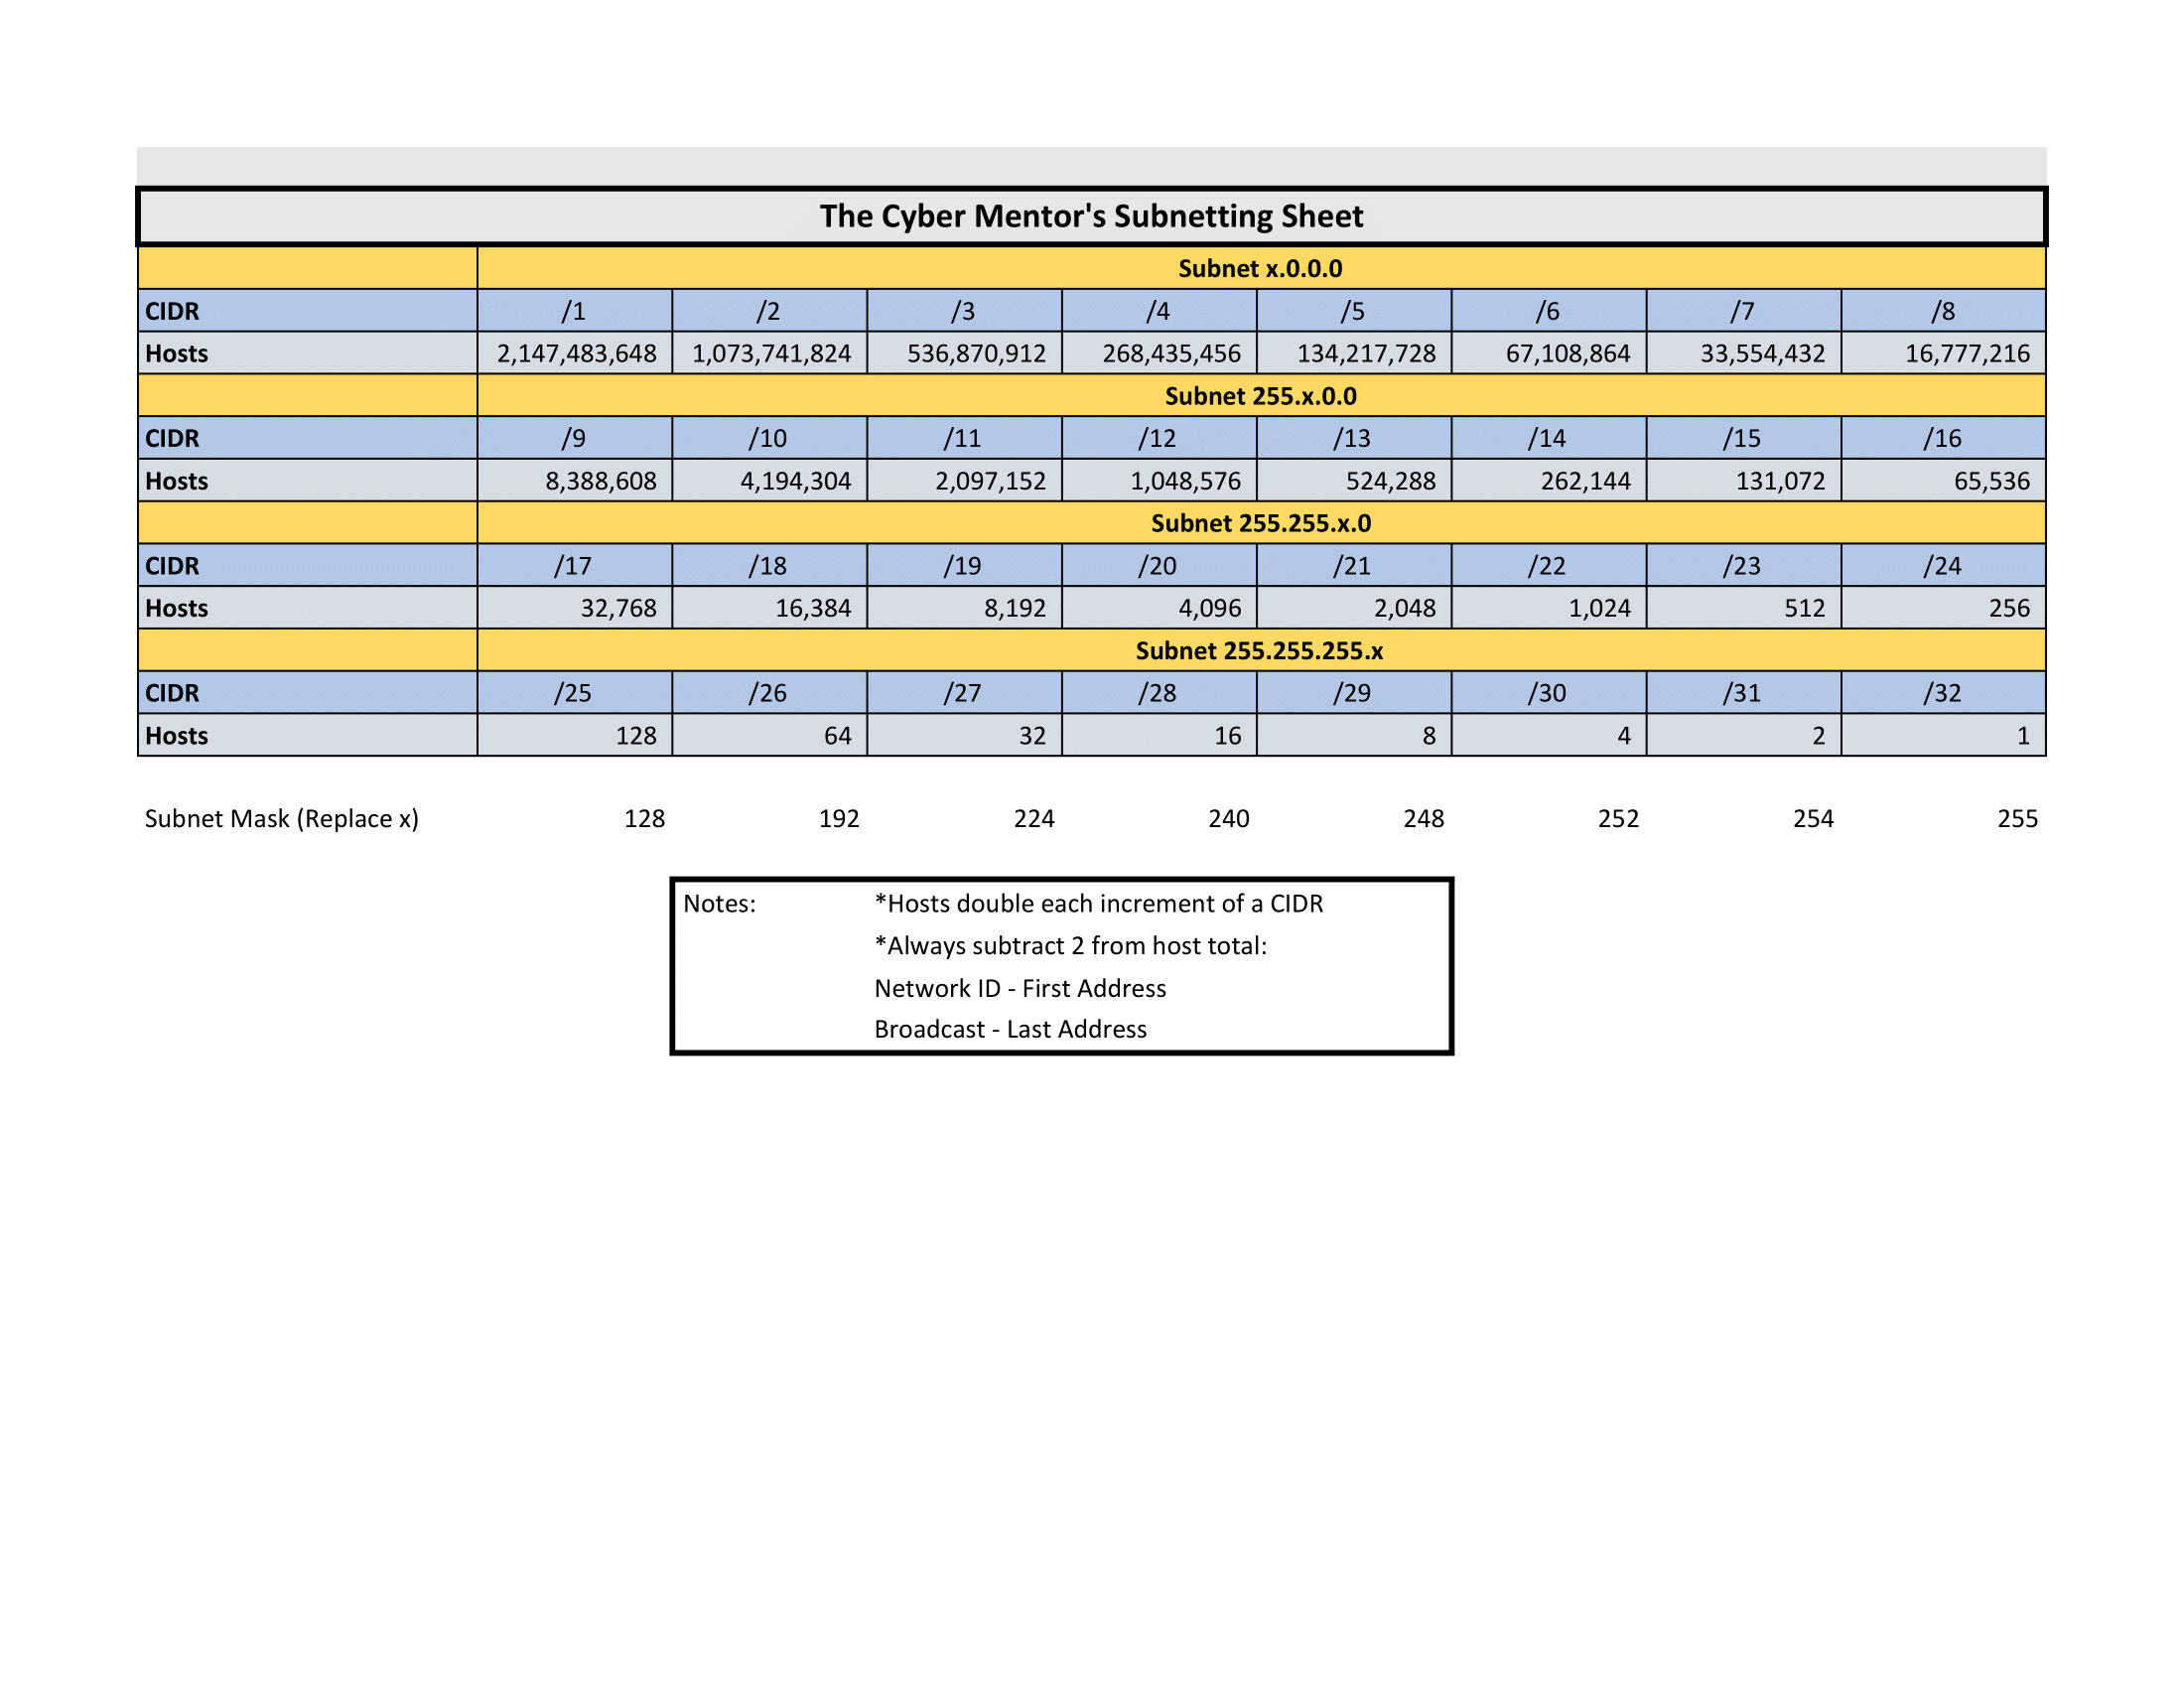 The Cyber Mentor's Subnetting Sheet
Subnet x.0.0.0
CIDR /1 /2 /3 /4 /5 /6 /7 /8
Hosts 2,147,483,648 1,073,741,824 536,870,912 268,435,456 134,217,728 67,108,864 33,554,432 16,777,216
Subnet 255.x.0.0
CIDR /9 /10 /11 /12 /13 /14 /15 /16
Hosts 8,388,608 4,194,304 2,097,152 1,048,576 524,288 262,144 131,072 65,536
Subnet 255.255.x.0
CIDR /17 /18 /19 /20 /21 /22 /23 /24
Hosts 32,768 16,384 8,192 4,096 2,048 1,024 512 256
Subnet 255.255.255.x
CIDR /25 /26 /27 /28 /29 /30 /31 /32
Hosts 128 64 32 16 8 4 2 1
Subnet Mask (Replace x) 128 192 224 240 248 252 254 255
Notes: *Hosts double each increment of a CIDR
*Always subtract 2 from host total:
Network ID - First Address
Broadcast - Last Address